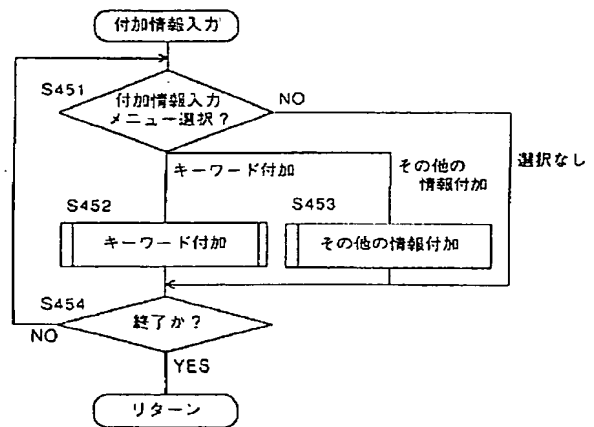 付加情報入力
S451
付加情報入力
メニュー選択？
NO
選択なし
キーワード付加
その他の
情報付加
S452
キーワード付加
S453
その他の情報付加
S454
終了か？
NO
YES
リターン